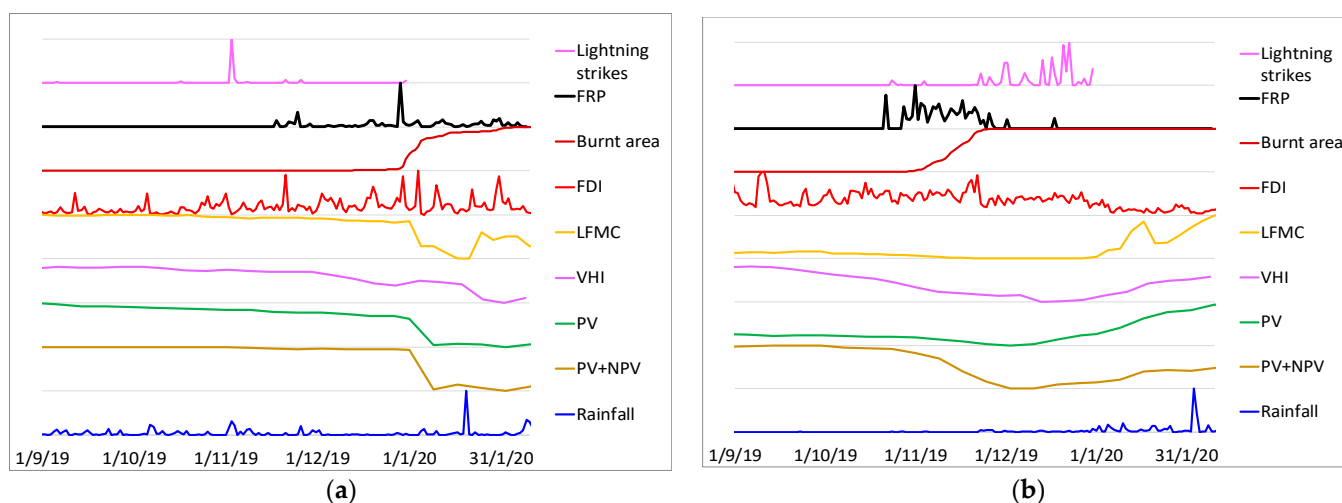 Lightning
strikes
FRP
Burnt area
FDI
LFMC
VHI
PV
PV+NPV
Rainfall
1/9/19 1/10/19 1/11/19 1/12/19 1/1/20 31/1/20
(a)
Lightning
strikes
FRP
Burnt area
FDI
LFMC
VHI
PV
PV+NPV
Rainfall
1/9/19 1/10/19 1/11/19 1/12/19 1/1/20 31/1/20
(b)